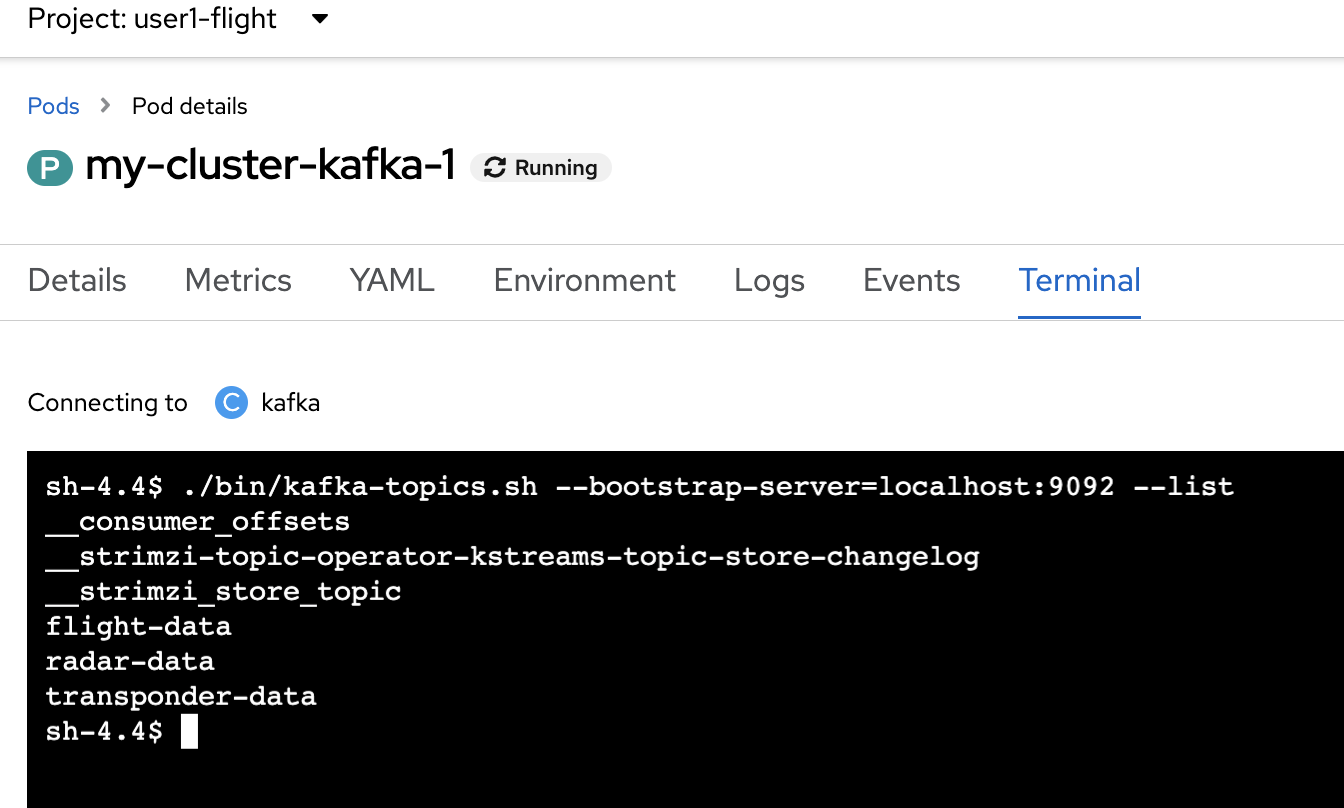 Project: user1-flight
Pods > Pod details
P my-cluster-kafka-1 Running
Details Metrics YAML Environment Logs Events Terminal
Connecting to C kafka
sh-4.4$ ./bin/kafka-topics.sh --bootstrap-server=localhost:9092 --list
__consumer_offsets
__strimzi-topic-operator-kstreams-topic-store-changelog
__strimzi_store_topic
flight-data
radar-data
transponder-data
sh-4.4$